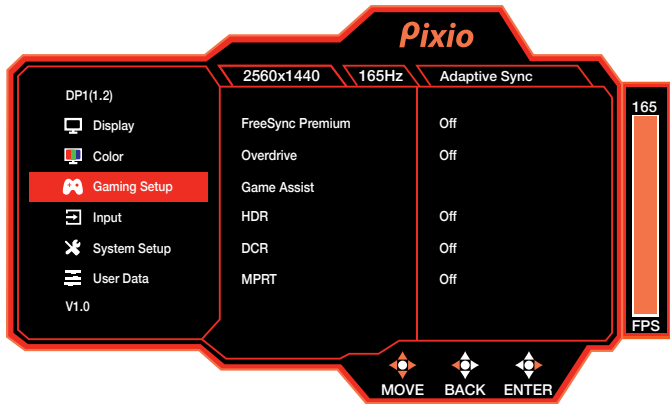 Pixio
2560x1440 165Hz Adaptive Sync
DP1(1.2)
Display
Color
Gaming Setup
Input
System Setup
User Data
V1.0
FreeSync Premium Off
Overdrive Off
Game Assist
HDR Off
DCR Off
MPRT Off
165
FPS
MOVE BACK ENTER